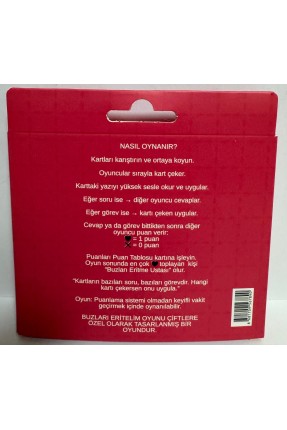 NASIL OYNANIR?
Kartları karıştırın ve ortaya koyun.
Oyuncular sırayla kart çeker.
Karttaki yazıyı yüksek sesle okur ve uygular.
Eğer soru ise → diğer oyuncu cevaplar.
Eğer görev ise → kartı çeken uygular.
Cevap ya da görev bittikten sonra diğer
oyuncu puan verir:
= 1 puan
= 0 puan
Puanları Puan Tablosu kartına işleyin.
Oyun sonunda en çok toplayan kişi
"Buzları Eritme Ustası" olur.
"Kartların bazıları soru, bazıları görevdir. Hangi
kartı çekersen onu uygula."
Oyun: Puanlama sistemi olmadan keyifli vakit
geçirmek için oynanılabilir.
BUZLARI ERİTELİM OYUNU ÇİFTLERE
ÖZEL OLARAK TASARLANMIŞ BİR
OYUNDUR.